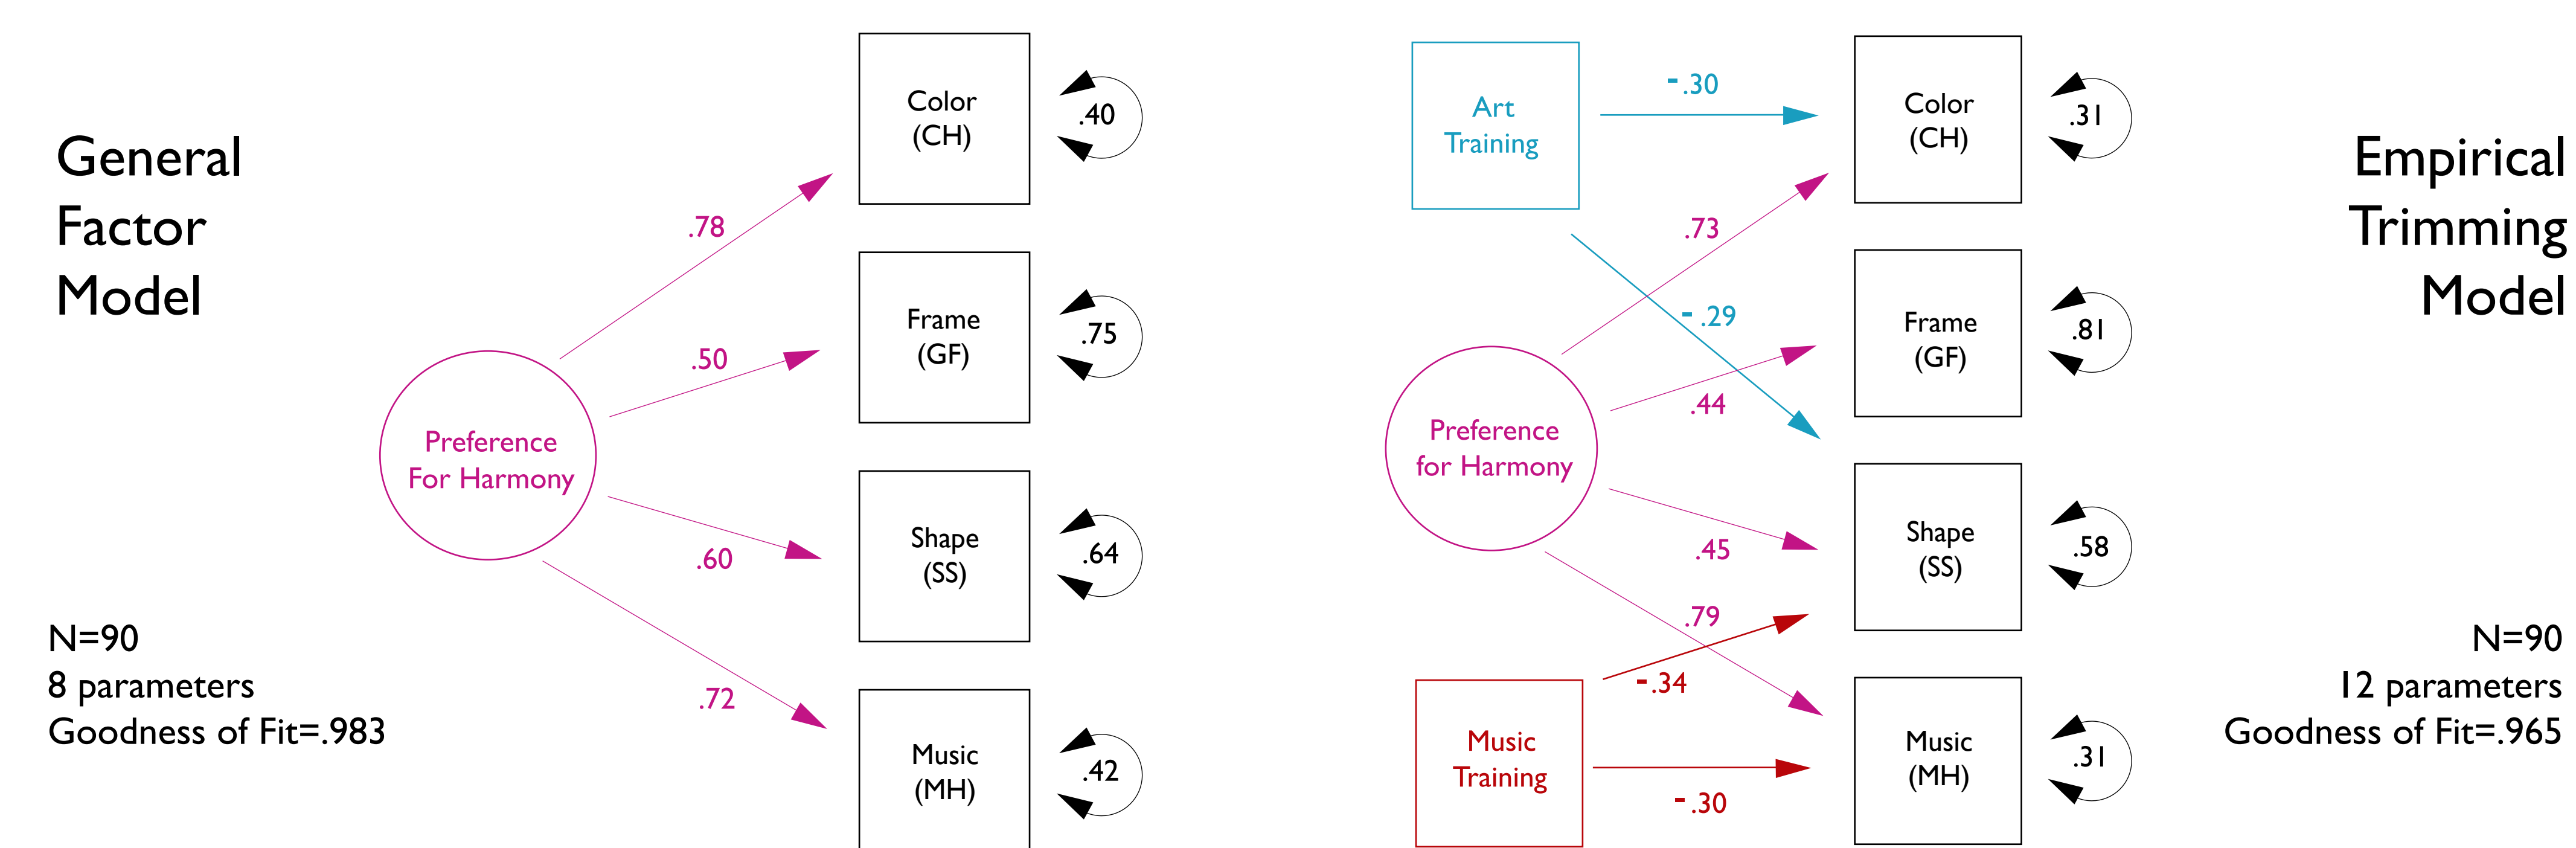 General
Factor
Model
Preference
For Harmony
.78
.50
.60
.72
Color
(CH)
.40
Frame
(GF)
.75
Shape
(SS)
.64
Music
(MH)
.42
N=90
8 parameters
Goodness of Fit=.983
Art
Training
-.30
-.29
Preference
for Harmony
.73
.44
.45
.79
Music
Training
-.34
-.30
Color
(CH)
.31
Frame
(GF)
.81
Shape
(SS)
.58
Music
(MH)
.31
Empirical
Trimming
Model
N=90
12 parameters
Goodness of Fit=.965